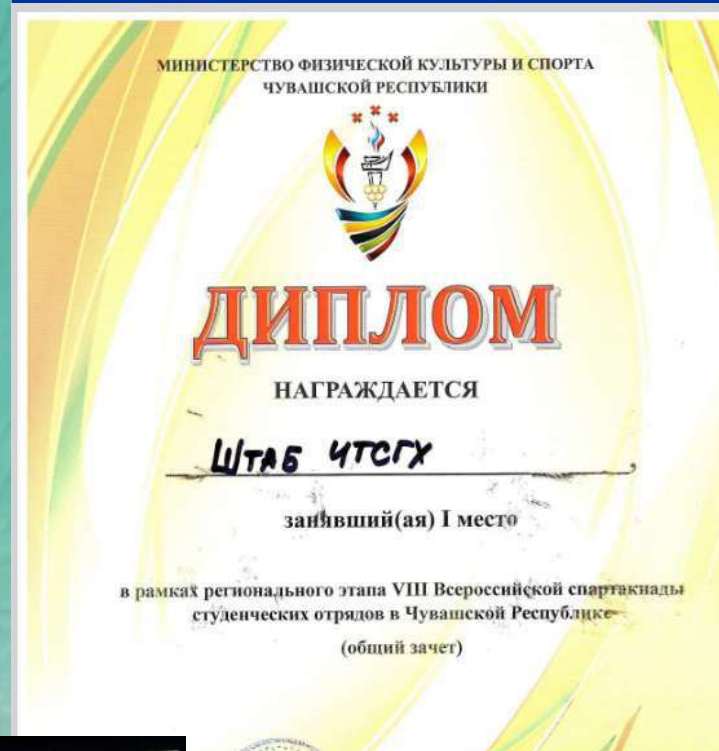 МИНИСТЕРСТВО ФИЗИЧЕСКОЙ КУЛЬТУРЫ И СПОРТА
ЧУВАШСКОЙ РЕСПУБЛИКИ
ДИПЛОМ
НАГРАЖДАЕТСЯ
ШТАБ ЧТСГХ ,
занявший(ая) I место
в рамках регионального этапа VIII Всероссийской спартакиады
студенческих отрядов в Чувашской Республике
(общий зачет)